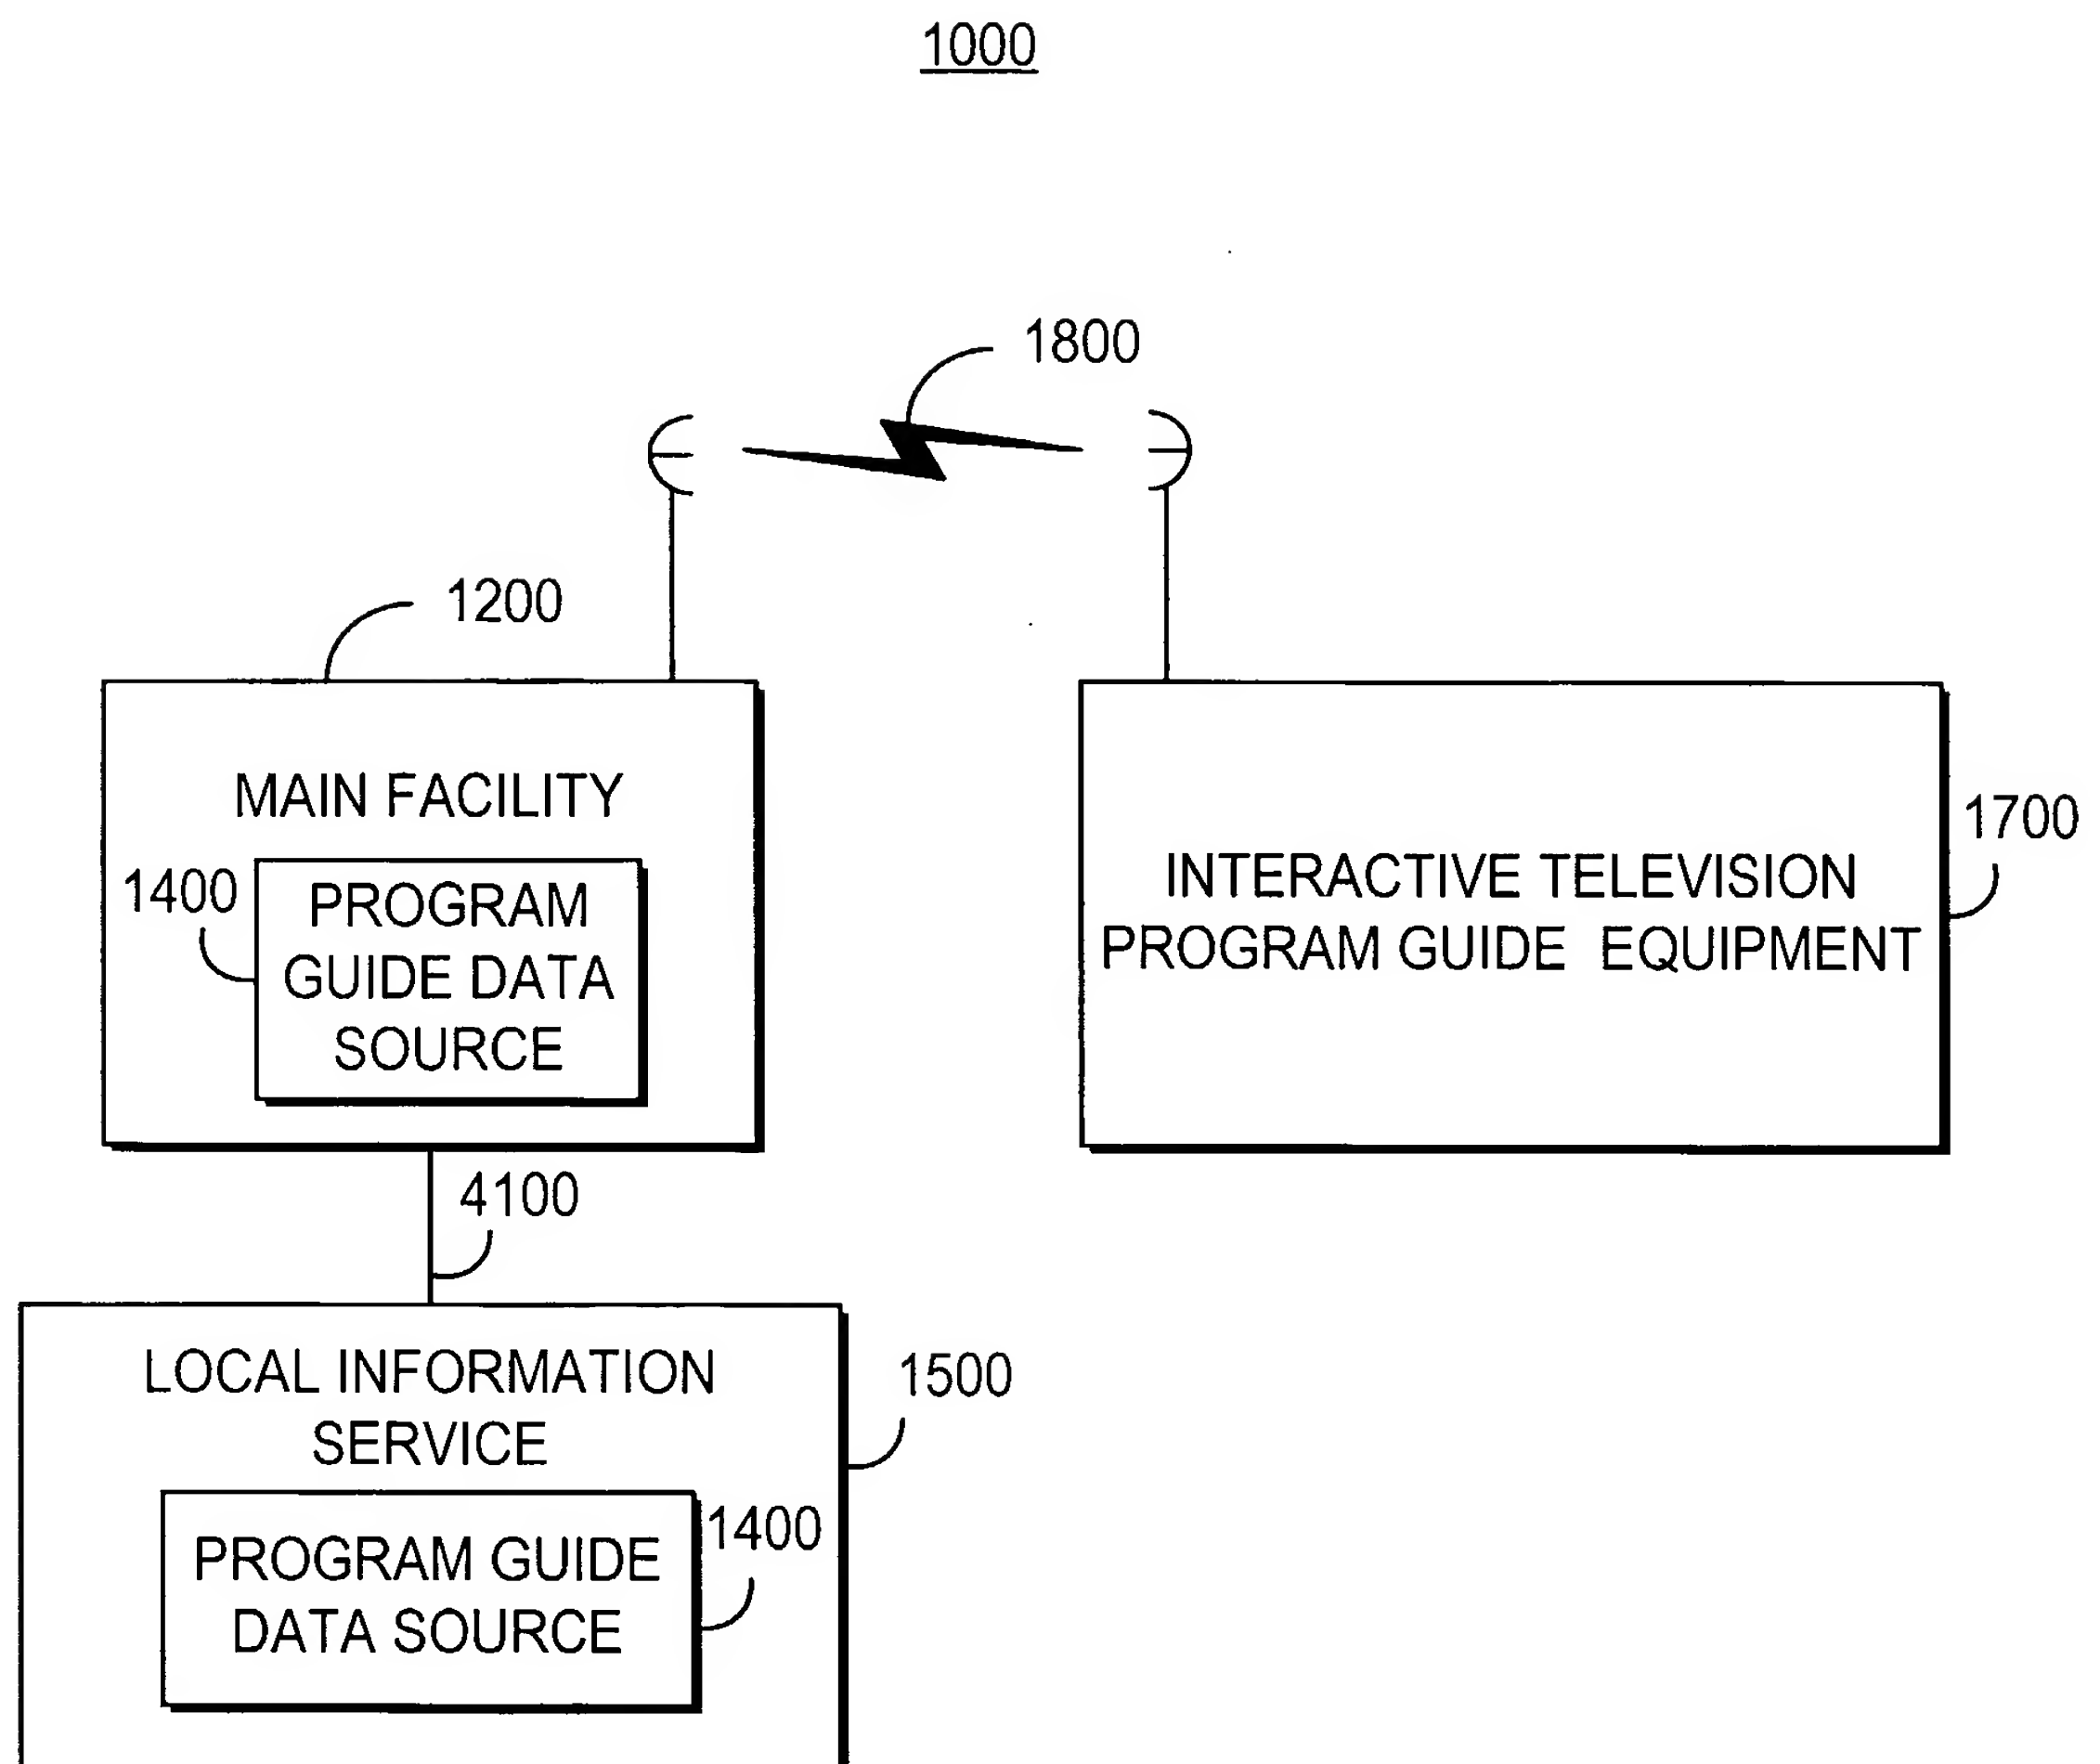 1000
1800
1200
MAIN FACILITY
1400
PROGRAM
GUIDE DATA
SOURCE
INTERACTIVE TELEVISION
PROGRAM GUIDE EQUIPMENT
1700
4100
LOCAL INFORMATION
SERVICE
1500
PROGRAM GUIDE
DATA SOURCE
1400